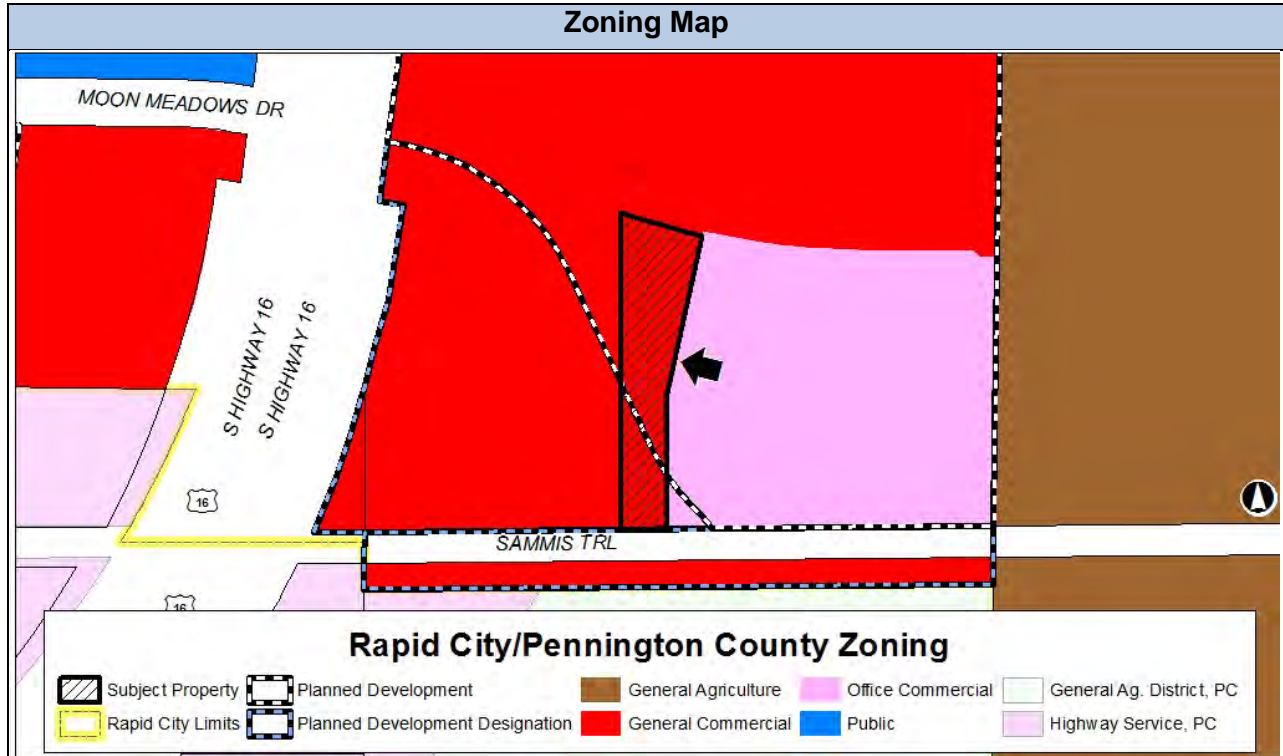 Zoning Map
MOON MEADOWS DR
S HIGHWAY 16
S HIGHWAY 16
16
SAMMIS TRL
16
Rapid City/Pennington County Zoning
Subject Property Planned Development General Agriculture Office Commercial General Ag. District, PC
Rapid City Limits Planned Development Designation General Commercial Public Highway Service, PC